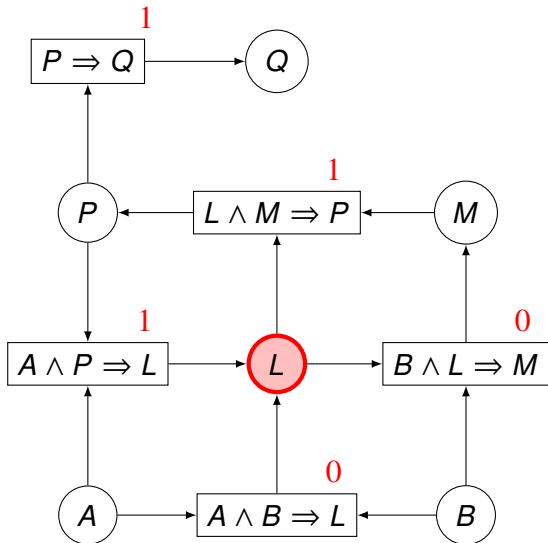 1
P ⇒ Q
Q
1
P
L ∧ M ⇒ P
M
1
0
A ∧ P ⇒ L
L
B ∧ L ⇒ M
0
A
A ∧ B ⇒ L
B